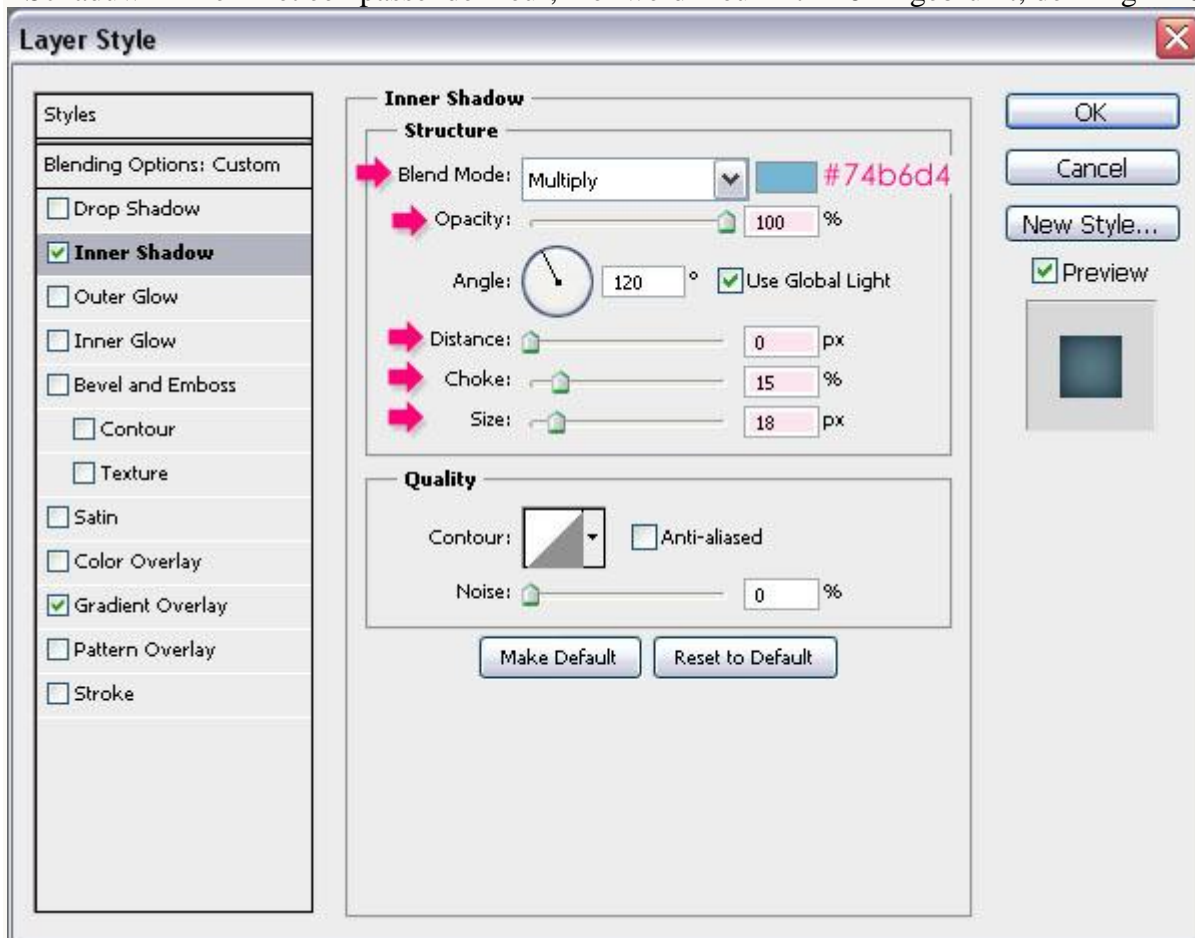 Layer Style
Styles
Blending Options: Custom
Drop Shadow
Inner Shadow
Outer Glow
Inner Glow
Bevel and Emboss
Contour
Texture
Satin
Color Overlay
Gradient Overlay
Pattern Overlay
Stroke
Inner Shadow
Structure
Blend Mode: Multiply #74b6d4
Opacity: 100 %
Angle: 120 ° Use Global Light
Distance: 0 px
Choke: 15 %
Size: 18 px
Quality
Contour: Anti-aliased
Noise: 0 %
Make Default Reset to Default
OK
Cancel
New Style...
Preview